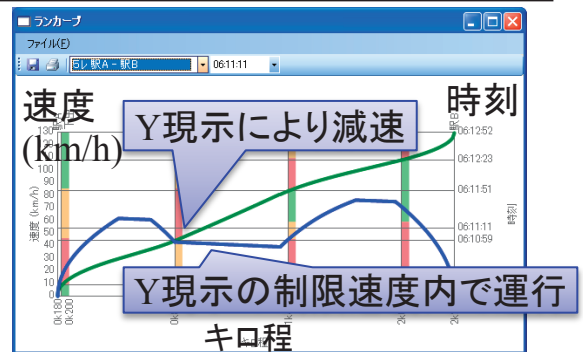 ランカーブ
ファイル(F)
5レ 駅A - 駅B
06:11:11
速度
(km/h)
時刻
Y現示により減速
130
100
90
80
70
60
50
40
30
20
10
0
速度 (km/h)
駅B
06:12:52
06:12:23
06:11:51
06:11:11
06:10:59
時刻
Y現示の制限速度内で運行
0k180
0k200
キロ程